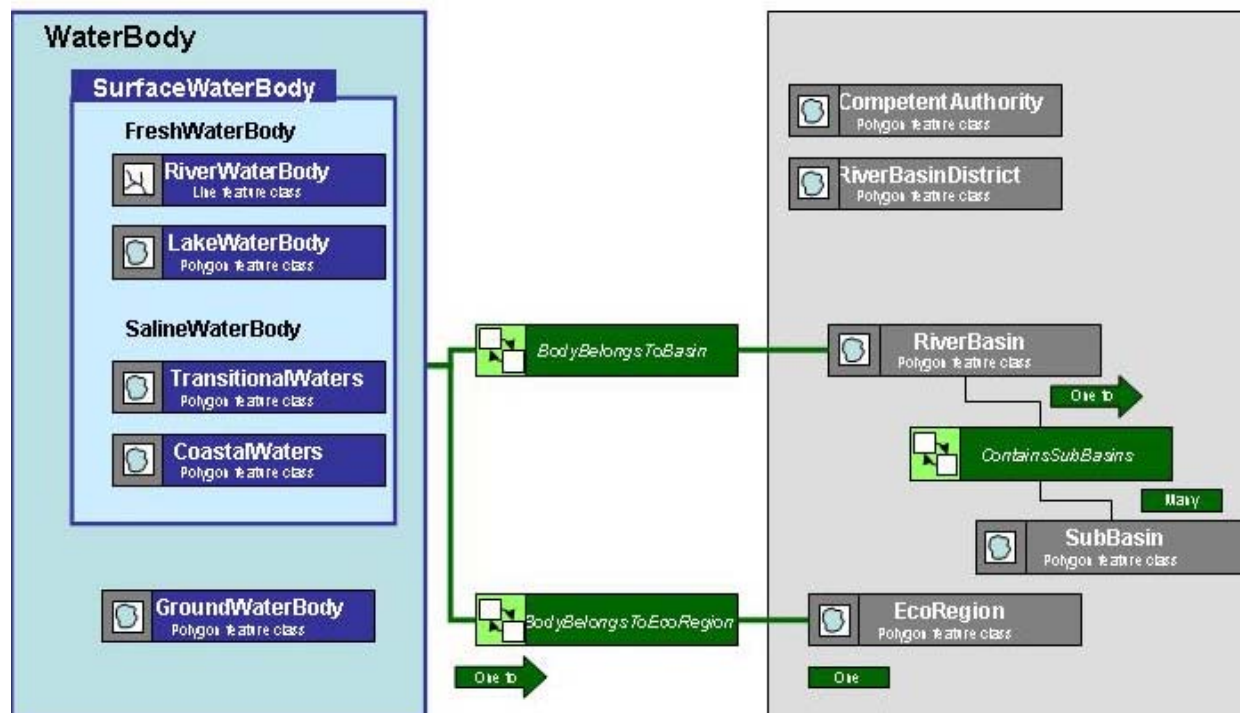 WaterBody
SurfaceWaterBody
FreshWaterBody
RiverWaterBody
Line feature class
LakeWaterBody
Polygon feature class
SalineWaterBody
TransitionalWaters
Polygon feature class
CoastalWaters
Polygon feature class
GroundWaterBody
Polygon feature class
BodyBelongsToBasin
BodyBelongsToEcoRegion
One to
CompetentAuthority
Polygon feature class
RiverBasinDistrict
Polygon feature class
RiverBasin
Polygon feature class
One to
ContainsSubBasins
Many
SubBasin
Polygon feature class
EcoRegion
Polygon feature class
One